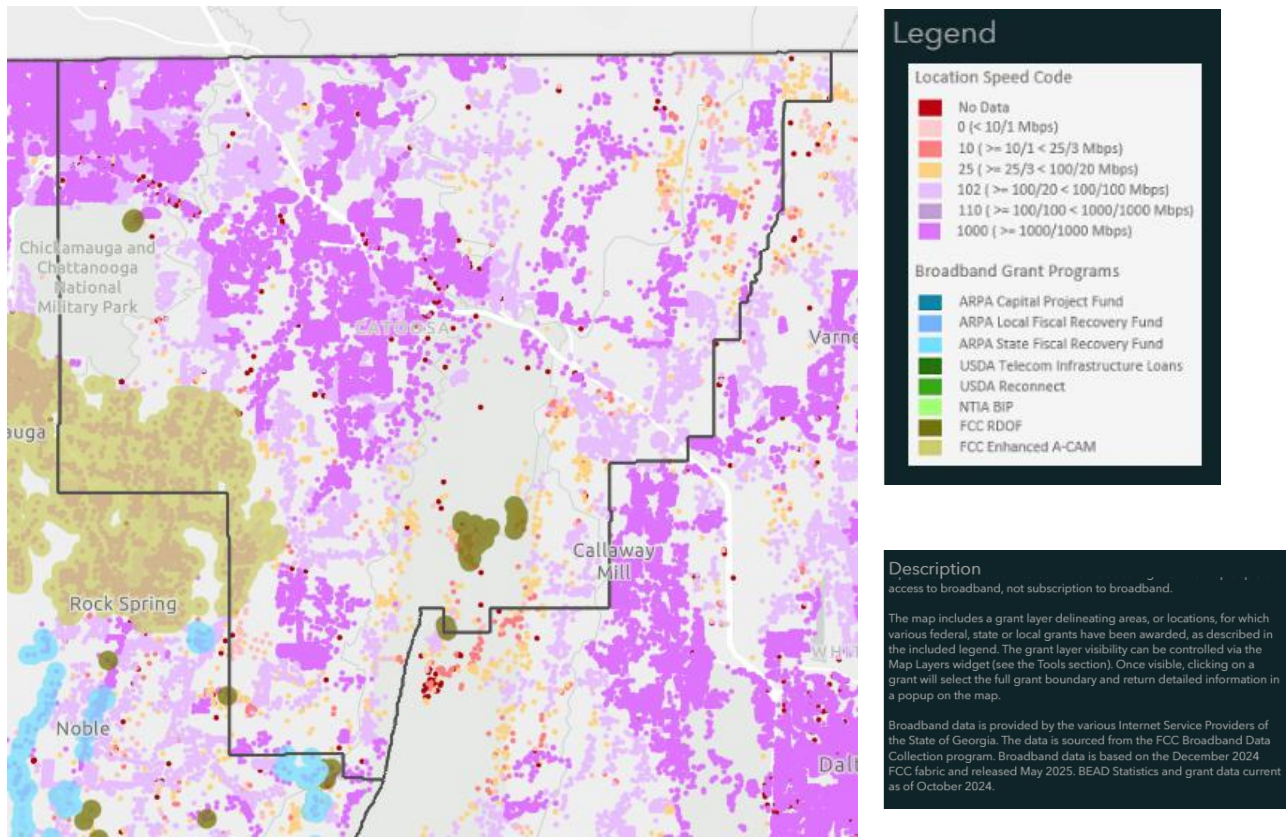 Chickamauga and
Chattanooga
National
Military Park
CATOOSA
Varne
auga
Callaway
Mill
Rock Spring
WHIT
Noble
Dalt
Legend
Location Speed Code
No Data
0 (< 10/1 Mbps)
10 ( >= 10/1 < 25/3 Mbps)
25 ( >= 25/3 < 100/20 Mbps)
102 ( >= 100/20 < 100/100 Mbps)
110 ( >= 100/100 < 1000/1000 Mbps)
1000 ( >= 1000/1000 Mbps)
Broadband Grant Programs
ARPA Capital Project Fund
ARPA Local Fiscal Recovery Fund
ARPA State Fiscal Recovery Fund
USDA Telecom Infrastructure Loans
USDA Reconnect
NTIA BIP
FCC RDOF
FCC Enhanced A-CAM
Description
access to broadband, not subscription to broadband.
The map includes a grant layer delineating areas, or locations, for which
various federal, state or local grants have been awarded, as described in
the included legend. The grant layer visibility can be controlled via the
Map Layers widget (see the Tools section). Once visible, clicking on a
grant will select the full grant boundary and return detailed information in
a popup on the map.
Broadband data is provided by the various Internet Service Providers of
the State of Georgia. The data is sourced from the FCC Broadband Data
Collection program. Broadband data is based on the December 2024
FCC fabric and released May 2025. BEAD Statistics and grant data current
as of October 2024.